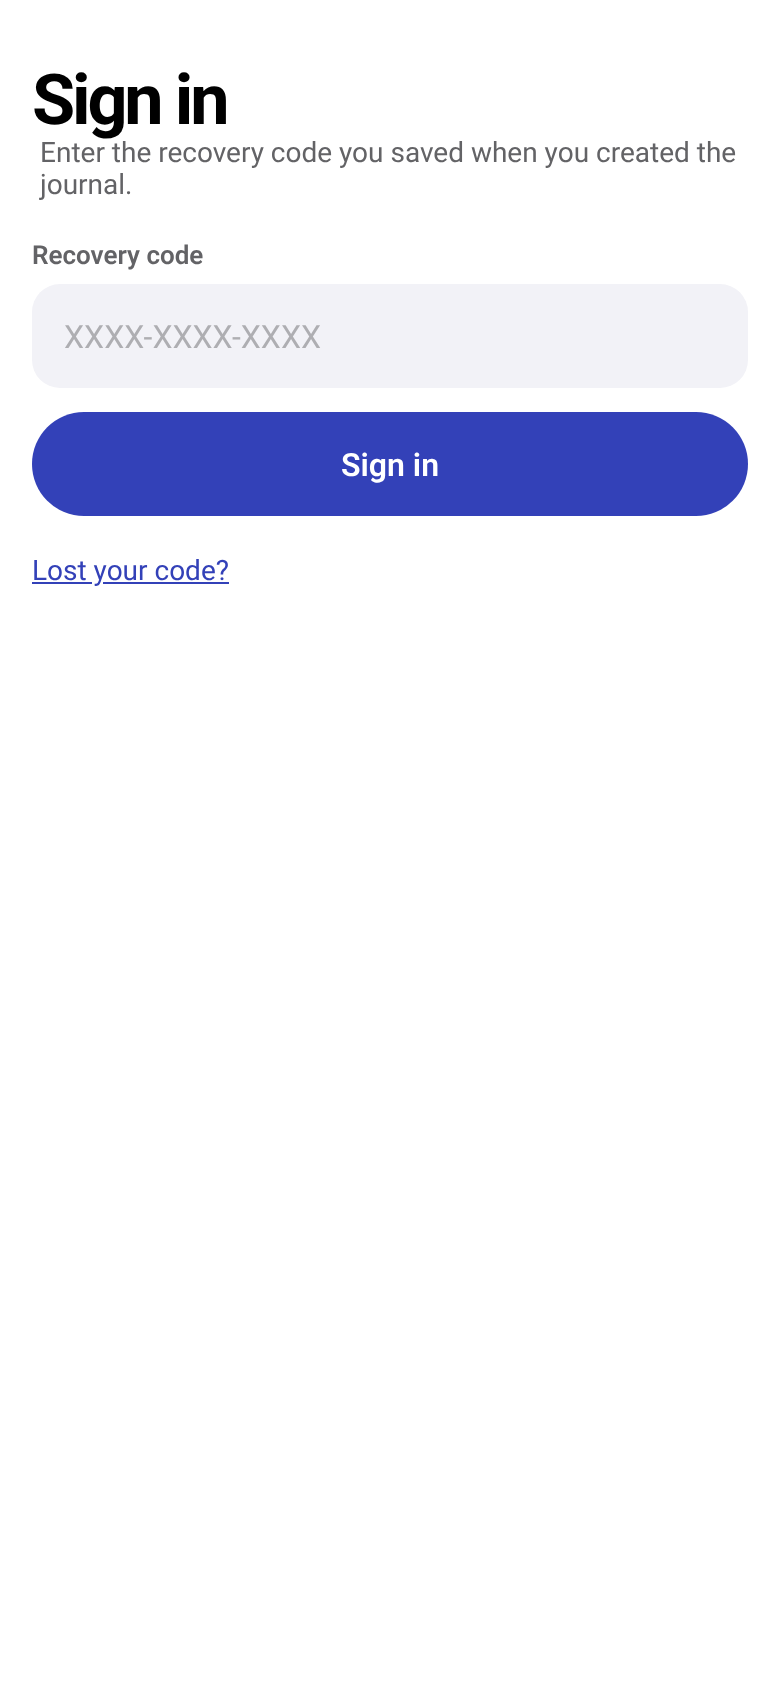 Sign in
Enter the recovery code you saved when you created the
journal.
Recovery code
XXXX-XXXX-XXXX
Sign in
Lost your code?